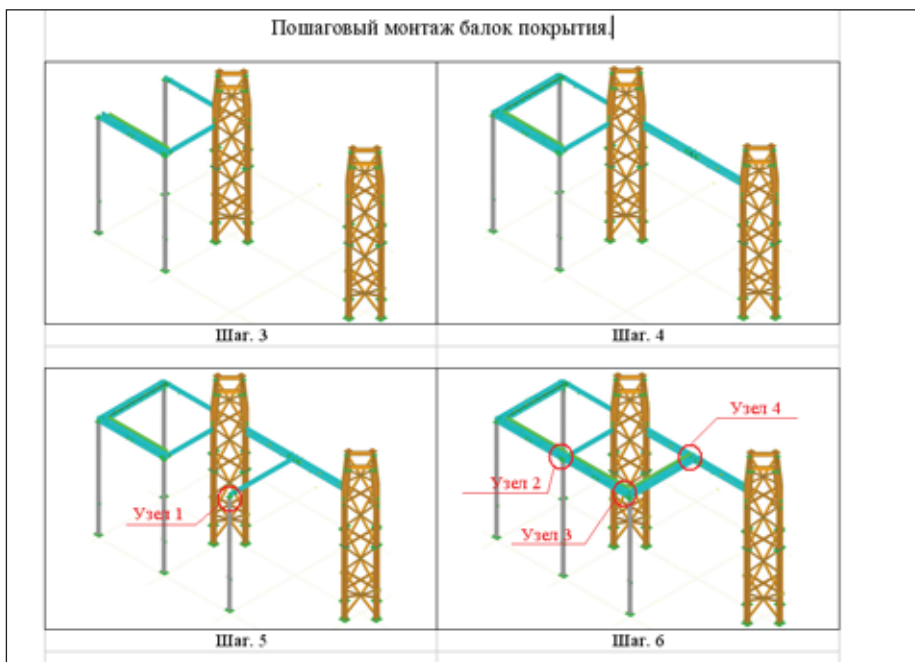 Пошаговый монтаж балок покрытия.
Шаг. 3
Шаг. 4
Узел 1
Узел 4
Узел 2
Узел 3
Шаг. 5
Шаг. 6